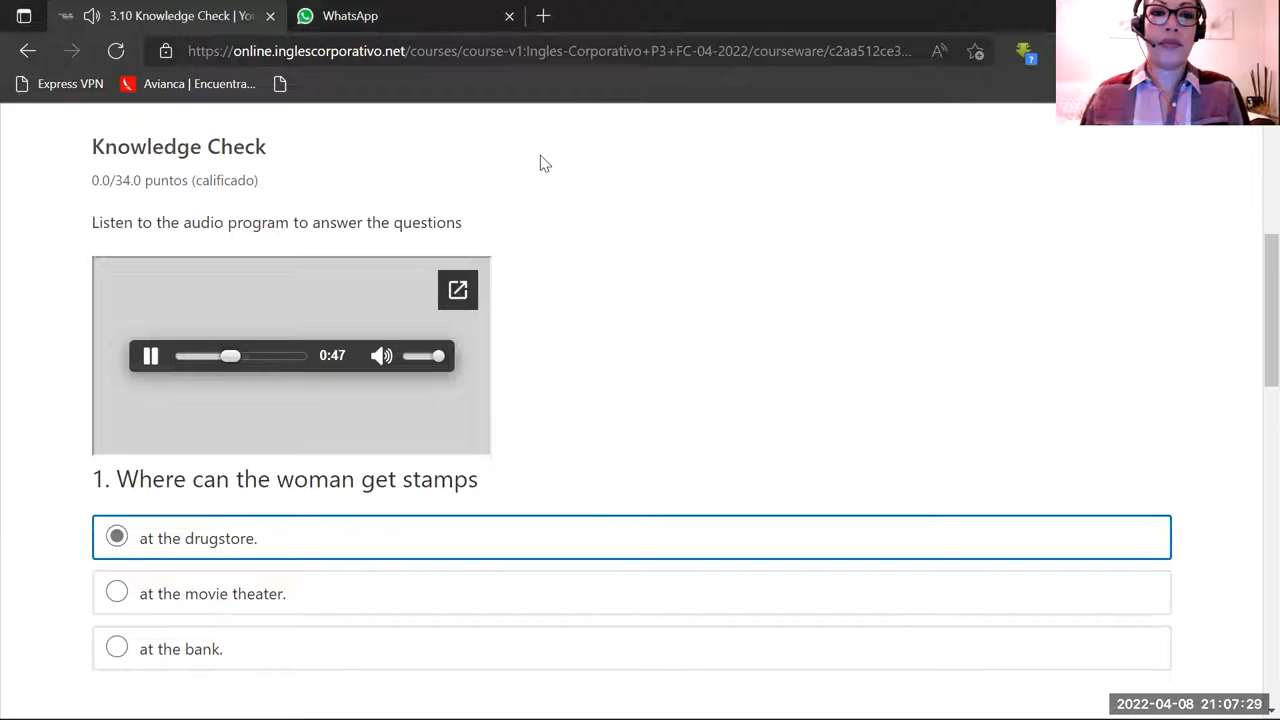 3.10 Knowledge Check | Yo
WhatsApp
https://online.inglescorporativo.net/courses/course-v1:Ingles-Corporativo+P3+FC-04-2022/courseware/c2aa512ce3...
Express VPN
Avianca | Encuentra...
Knowledge Check
0.0/34.0 puntos (calificado)
Listen to the audio program to answer the questions
0:47
1. Where can the woman get stamps
at the drugstore.
at the movie theater.
at the bank.
2022-04-08 21:07:29